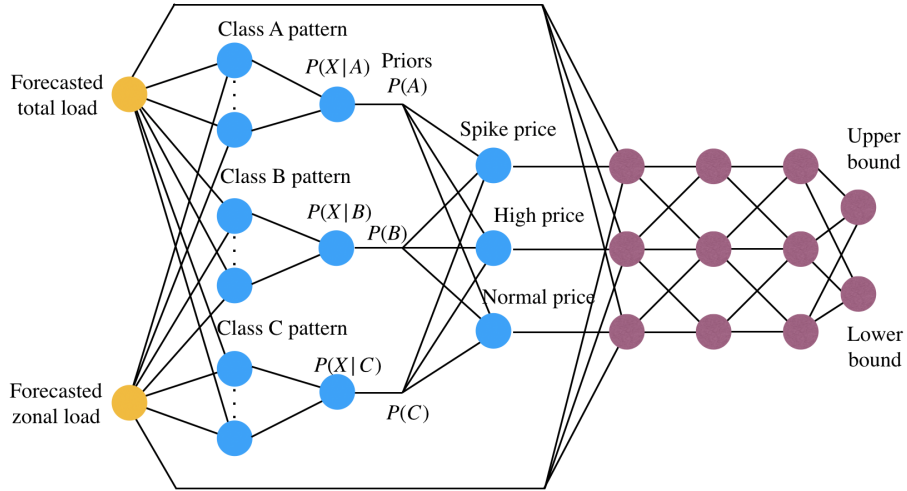 Class A pattern
P(X|A)
Priors
P(A)
Forecasted
total load
Spike price
Upper
bound
Class B pattern
P(X|B)
P(B)
High price
Normal price
Class C pattern
P(X|C)
P(C)
Forecasted
zonal load
Lower
bound